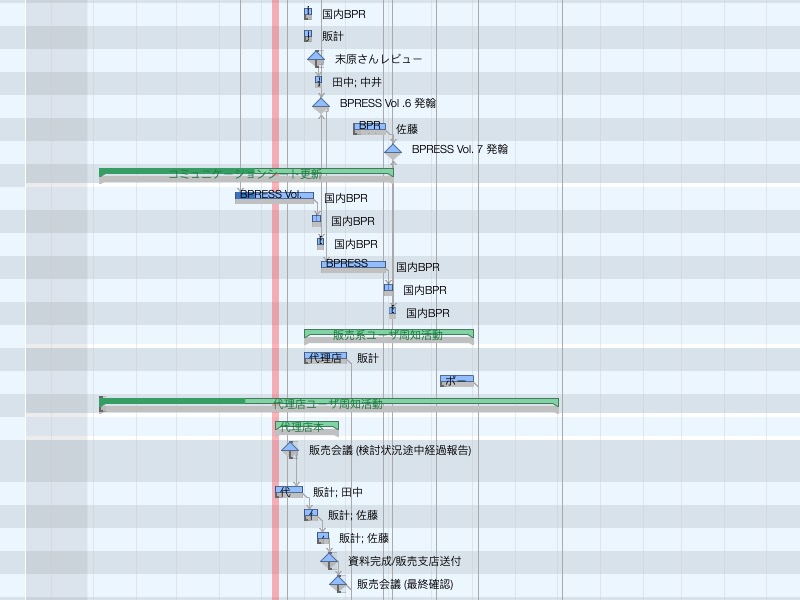 国内BPR
販計
末原さんレビュー
田中; 中井
BPRESS Vol .6 発翰
BPR 佐藤
BPRESS Vol. 7 発翰
コミュニケーションシート更新
BPRESS Vol. 国内BPR
国内BPR
国内BPR
BPRESS 国内BPR
国内BPR
国内BPR
販売系ユーザ周知活動
代理店 販計
ポー
代理店ユーザ周知活動
代理店本
販売会議 (検討状況途中経過報告)
代 販計; 田中
販計; 佐藤
販計; 佐藤
資料完成/販売支店送付
販売会議 (最終確認)